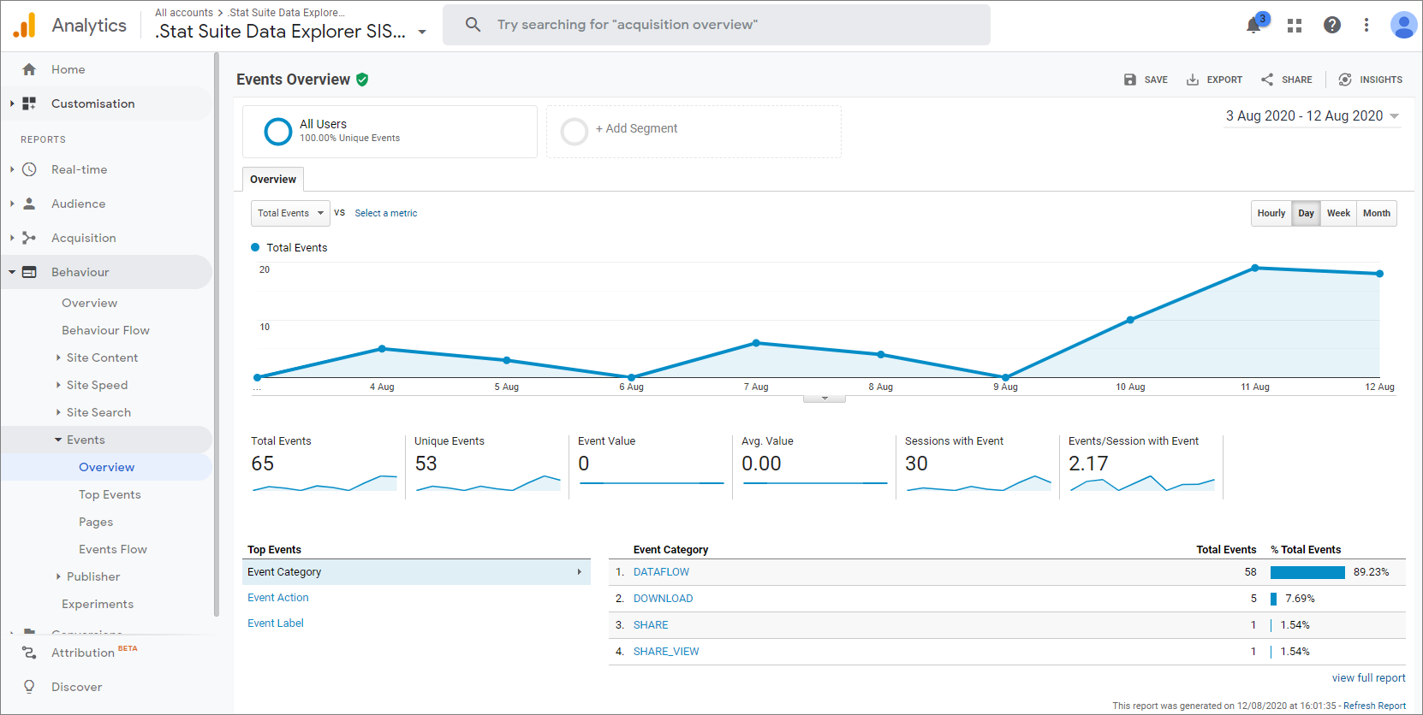 Analytics
All accounts > .Stat Suite Data Explore...
.Stat Suite Data Explorer SIS...
Try searching for "acquisition overview"
3
Home
Customisation
REPORTS
Real-time
Audience
Acquisition
Behaviour
Overview
Behaviour Flow
Site Content
Site Speed
Site Search
Events
Overview
Top Events
Pages
Events Flow
Publisher
Experiments
Conversions
Attribution BETA
Discover
Events Overview
SAVE
EXPORT
SHARE
INSIGHTS
All Users
100.00% Unique Events
+ Add Segment
3 Aug 2020 - 12 Aug 2020
Overview
Total Events VS Select a metric
Hourly Day Week Month
Total Events
20
10
... 4 Aug 5 Aug 6 Aug 7 Aug 8 Aug 9 Aug 10 Aug 11 Aug 12 Aug
Total Events
65
Unique Events
53
Event Value
0
Avg. Value
0.00
Sessions with Event
30
Events/Session with Event
2.17
Top Events
Event Category
Event Action
Event Label
Event Category Total Events % Total Events
1. DATAFLOW 58 89.23%
2. DOWNLOAD 5 7.69%
3. SHARE 1 1.54%
4. SHARE_VIEW 1 1.54%
view full report
This report was generated on 12/08/2020 at 16:01:35 - Refresh Report